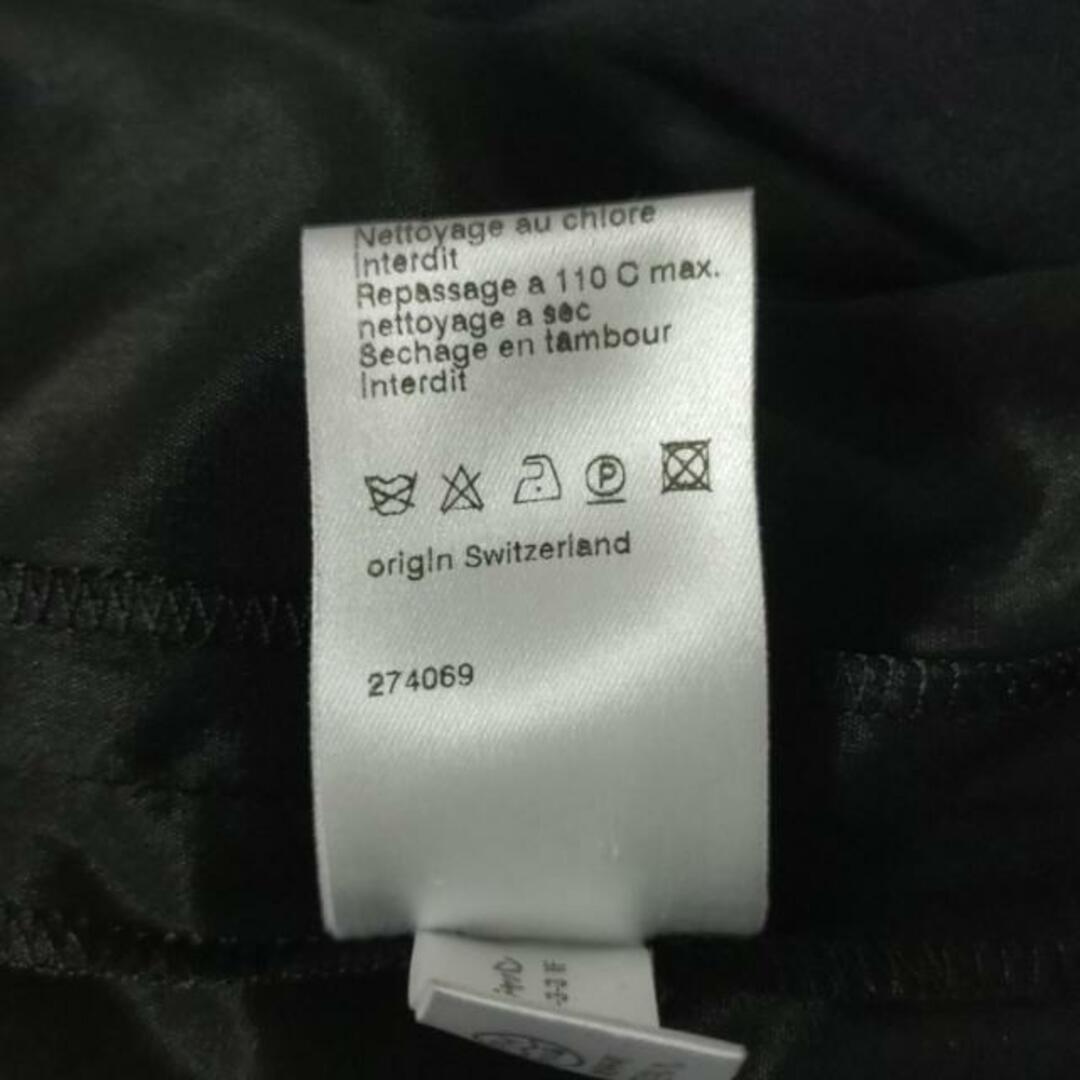 Nettoyage au chlore
Interdit
Repassage a 110 C max.
nettoyage a sec
Sechage en tambour
Interdit
P
origin Switzerland
274069